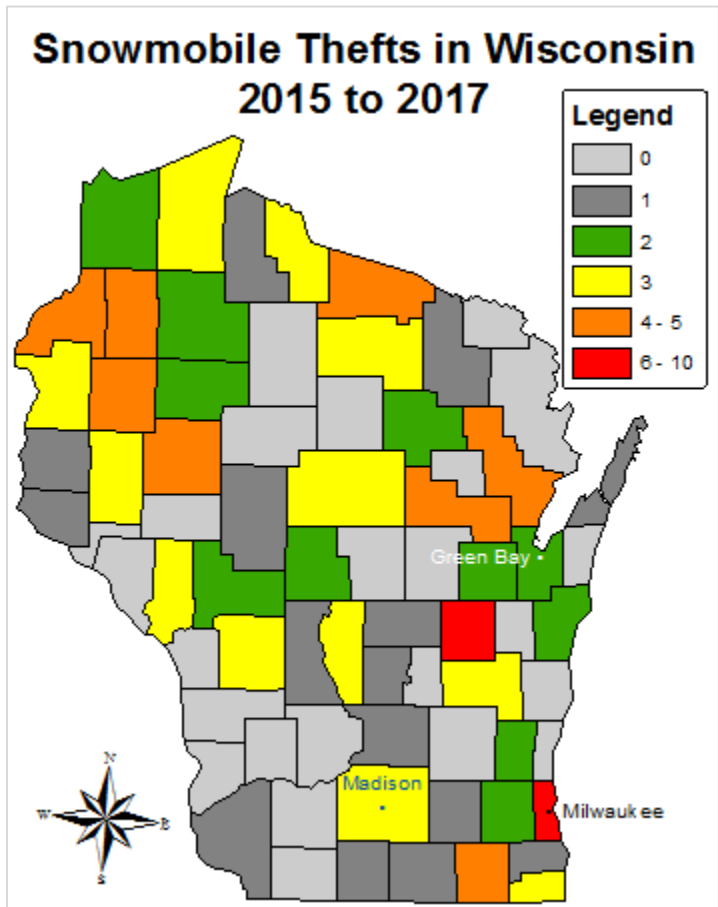 Snowmobile Thefts in Wisconsin
2015 to 2017
Legend
0
1
2
3
4 - 5
6 - 10
Green Bay
Madison
Milwaukee
N
W
E
S